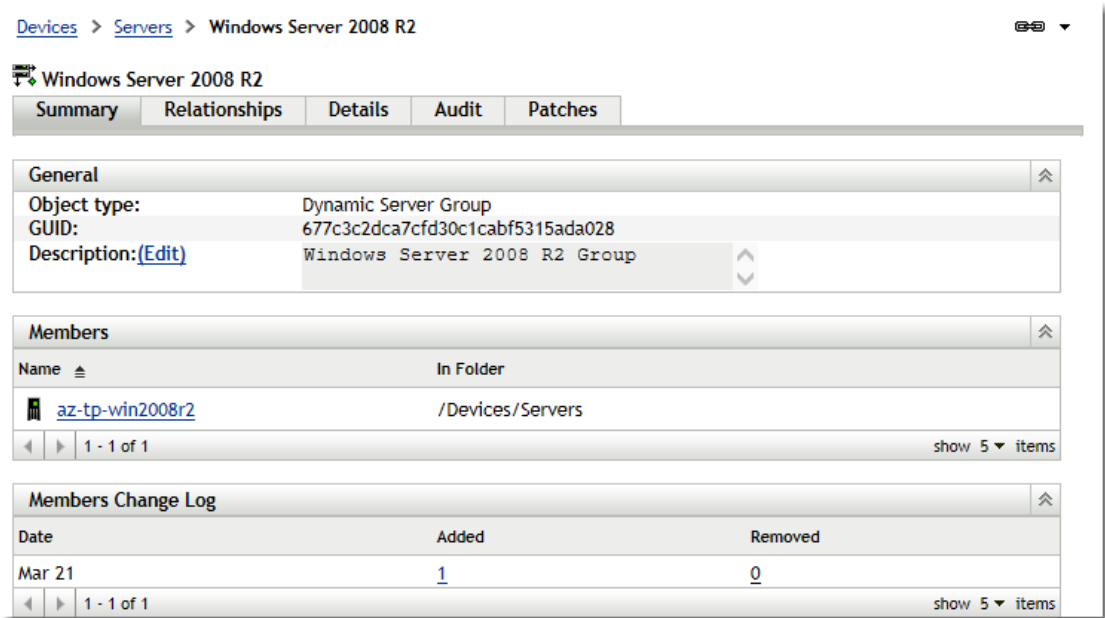 Devices > Servers > Windows Server 2008 R2
Windows Server 2008 R2
Summary Relationships Details Audit Patches
General
Object type: Dynamic Server Group
GUID: 677c3c2dca7cfd30c1cabf5315ada028
Description:(Edit) Windows Server 2008 R2 Group
Members
Name In Folder
az-tp-win2008r2 /Devices/Servers
1 - 1 of 1 show 5 items
Members Change Log
Date Added Removed
Mar 21 1 0
1 - 1 of 1 show 5 items